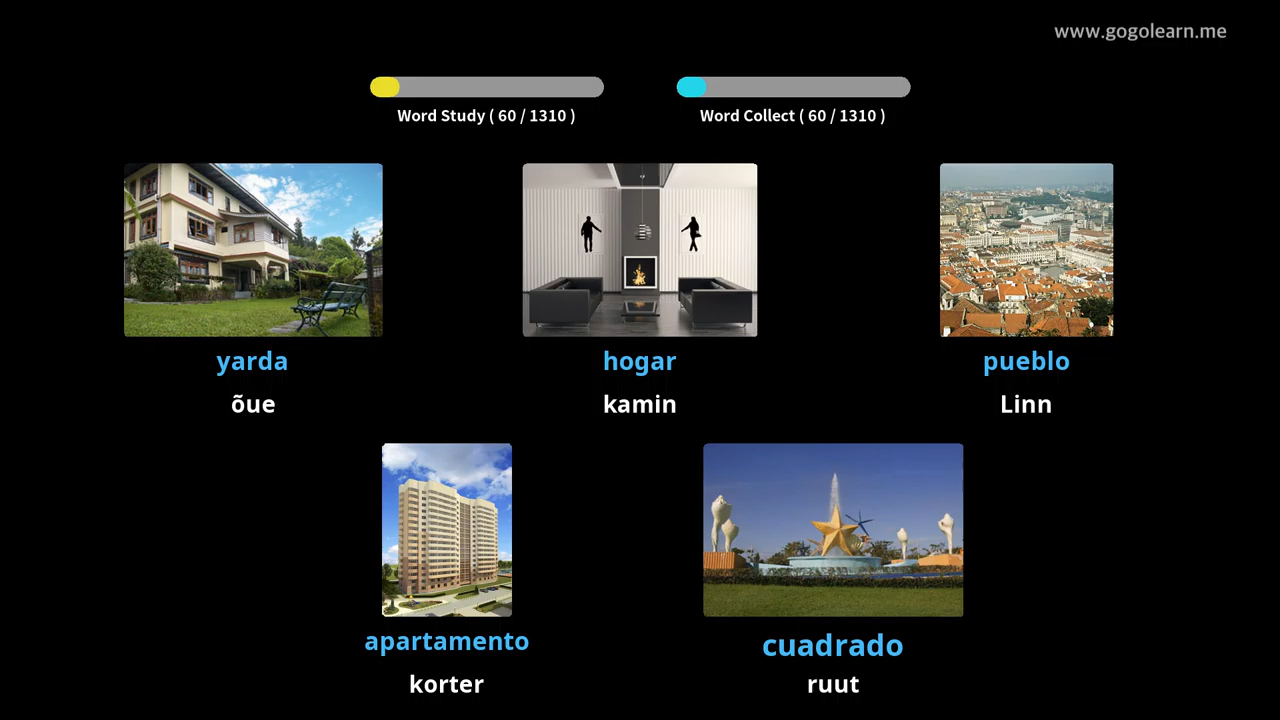 www.gogolearn.me
Word Study ( 60 / 1310 )
Word Collect ( 60 / 1310 )
yarda
hogar
pueblo
õue
kamin
Linn
apartamento
cuadrado
korter
ruut